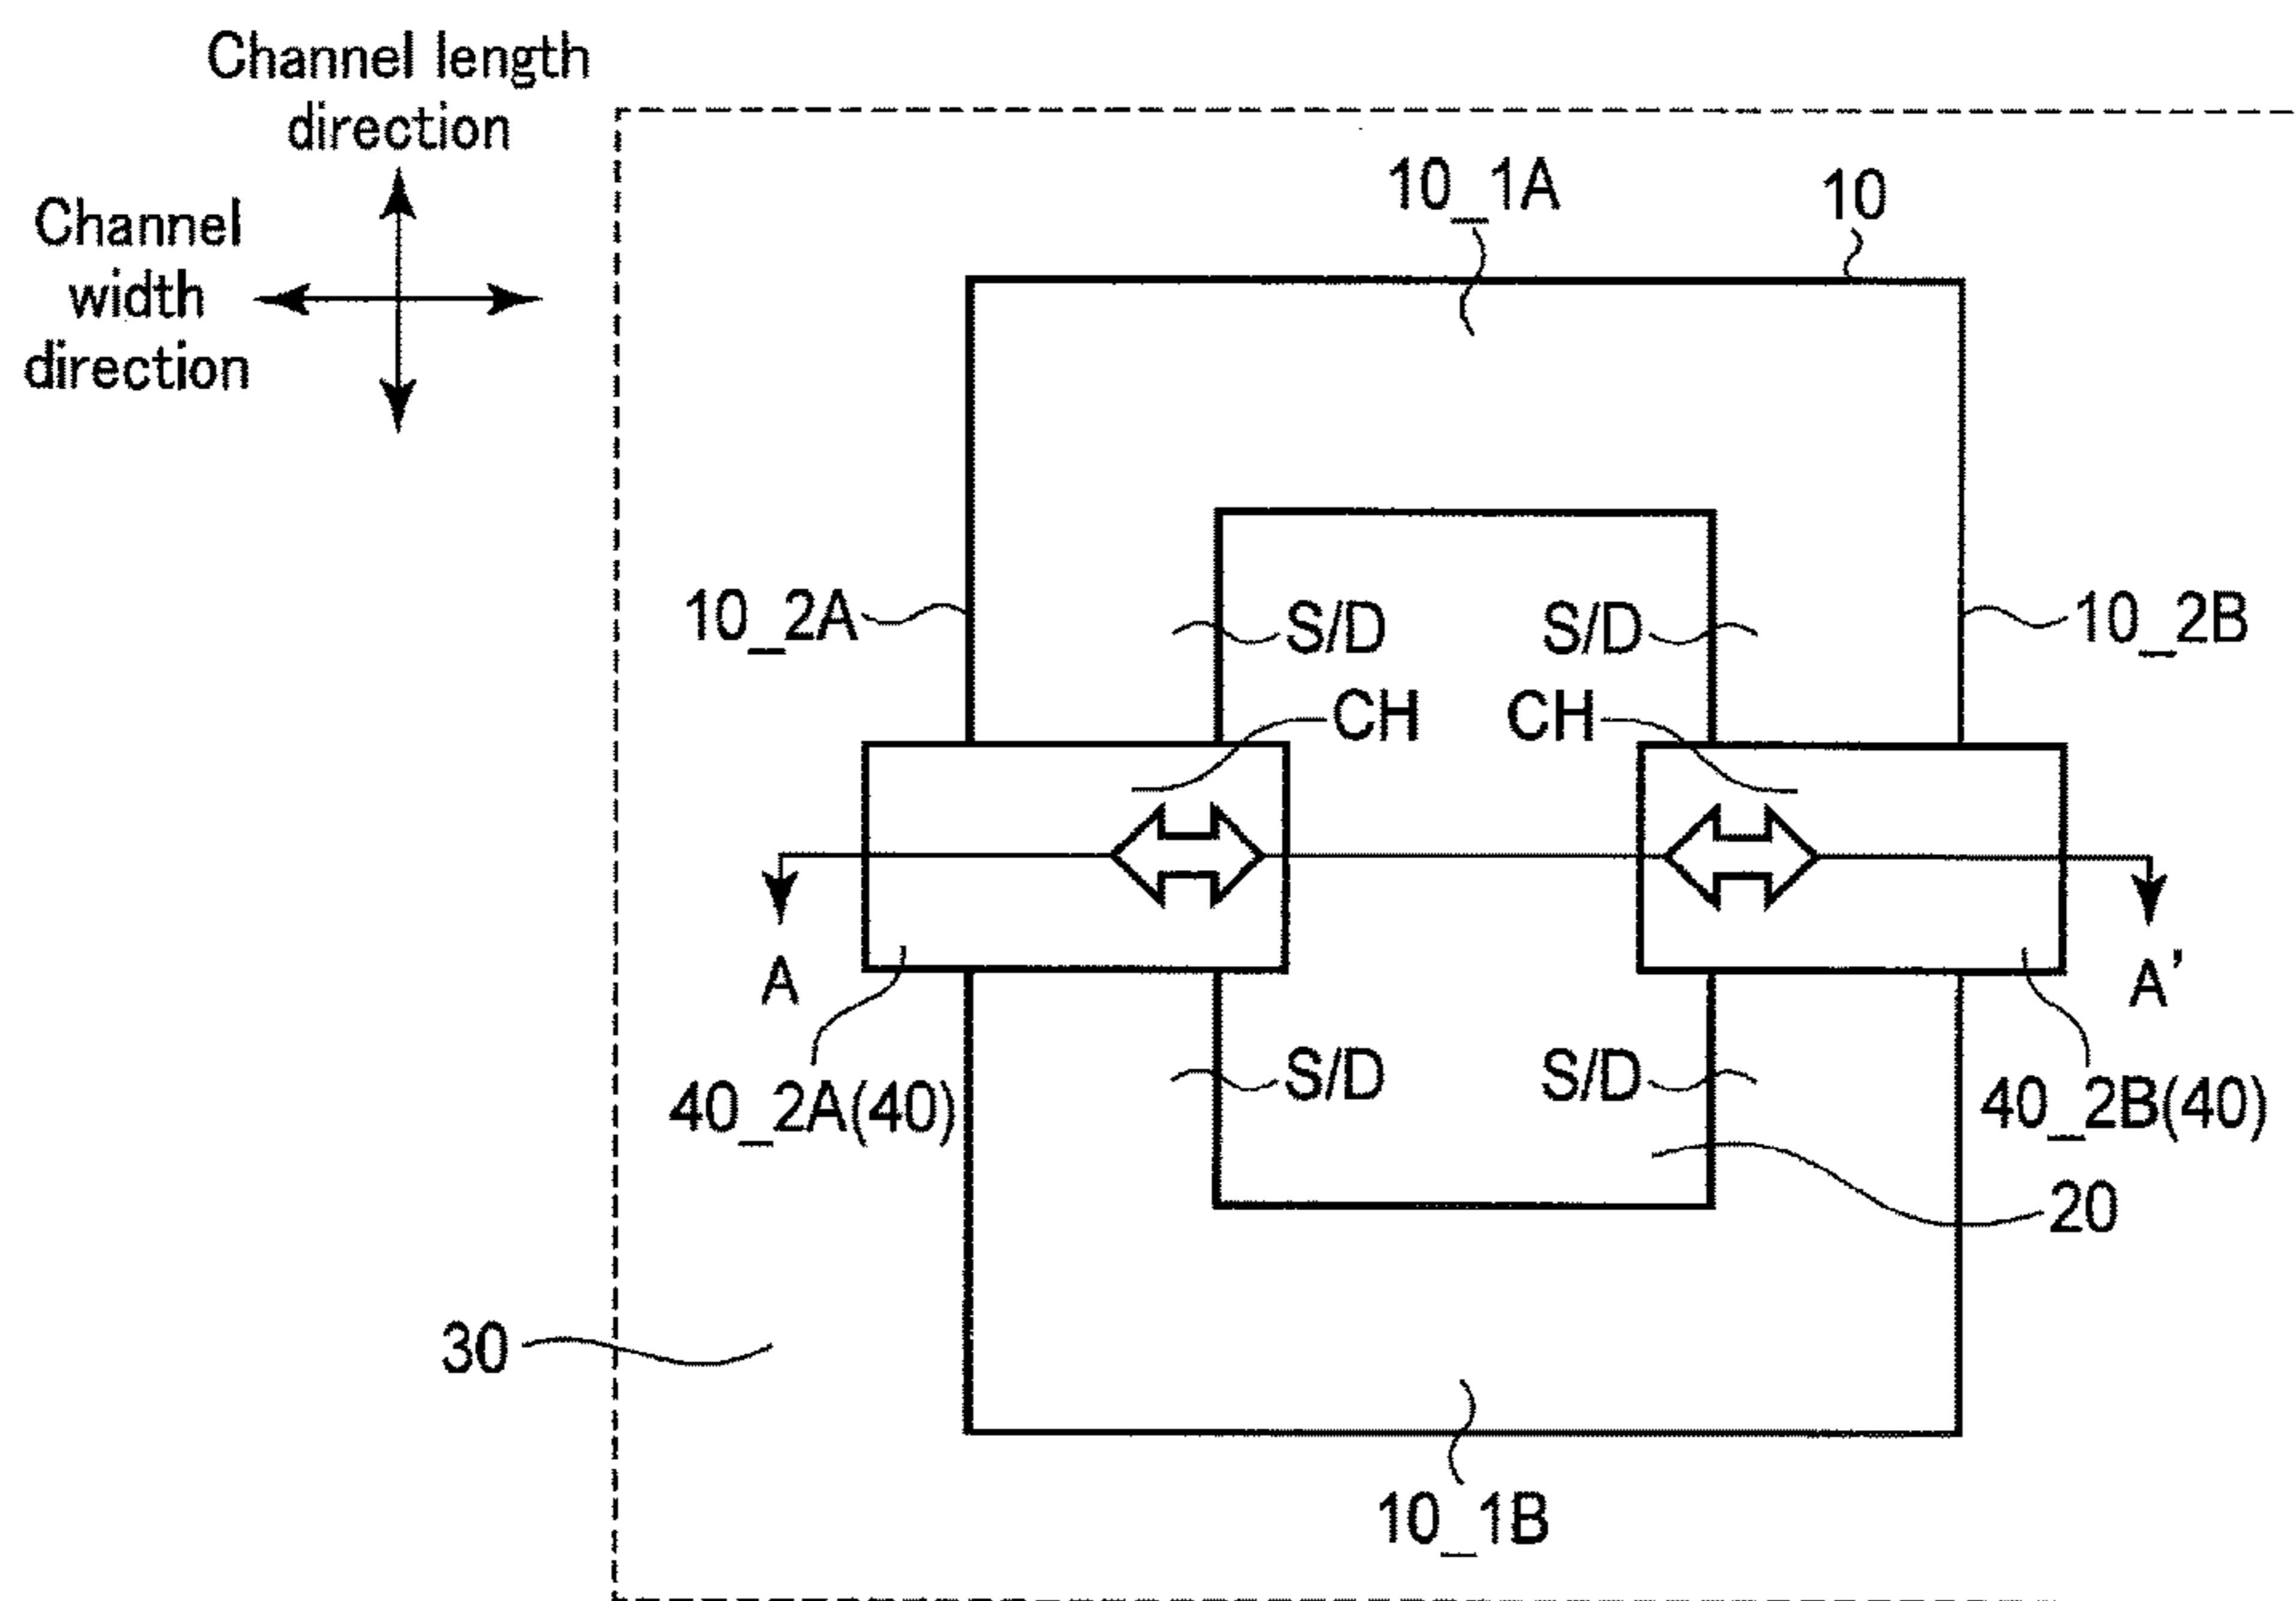 Channel length
direction
Channel
width
direction
10_1A
10
10_2A
S/D
S/D
10_2B
CH
CH
A
A'
40_2A(40)
S/D
S/D
40_2B(40)
20
30
10_1B